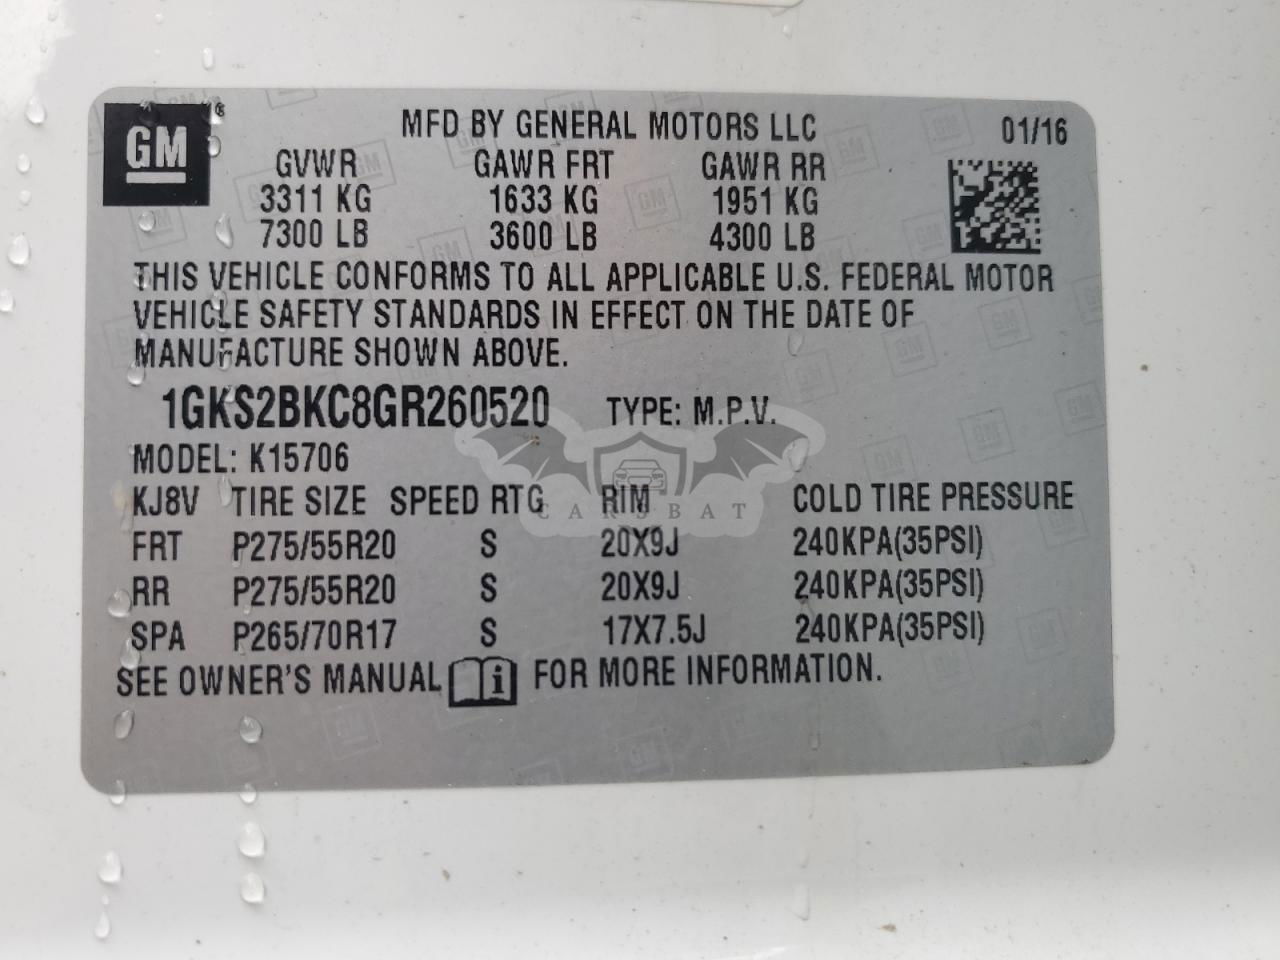 GM ®
MFD BY GENERAL MOTORS LLC 01/16
GVWR GAWR FRT GAWR RR
3311 KG 1633 KG 1951 KG
7300 LB 3600 LB 4300 LB
THIS VEHICLE CONFORMS TO ALL APPLICABLE U.S. FEDERAL MOTOR
VEHICLE SAFETY STANDARDS IN EFFECT ON THE DATE OF
MANUFACTURE SHOWN ABOVE.
1GKS2BKC8GR260520 TYPE: M.P.V.
MODEL: K15706
KJ8V TIRE SIZE SPEED RTG RIM COLD TIRE PRESSURE
CARSBAT
FRT P275/55R20 S 20X9J 240KPA(35PSI)
RR P275/55R20 S 20X9J 240KPA(35PSI)
SPA P265/70R17 S 17X7.5J 240KPA(35PSI)
SEE OWNER'S MANUAL i FOR MORE INFORMATION.